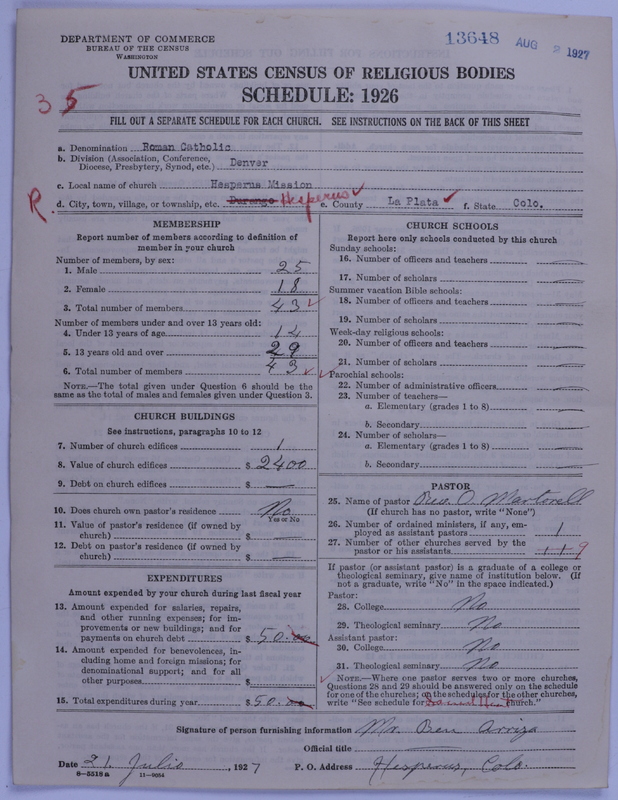 DEPARTMENT OF COMMERCE
BUREAU OF THE CENSUS
WASHINGTON
13648 AUG 2 1927
UNITED STATES CENSUS OF RELIGIOUS BODIES
SCHEDULE: 1926
35
FILL OUT A SEPARATE SCHEDULE FOR EACH CHURCH. SEE INSTRUCTIONS ON THE BACK OF THIS SHEET
a. Denomination Roman Catholic
b. Division (Association, Conference, Diocese, Presbytery, Synod, etc.) Denver
c. Local name of church Hesperus Mission
R. d. City, town, village, or township, etc. Durango Hesperus e. County La Plata f. State Colo.
MEMBERSHIP
Report number of members according to definition of
member in your church
Number of members, by sex:
1. Male 25
2. Female 18
3. Total number of members 43
Number of members under and over 13 years old:
4. Under 13 years of age 14
5. 13 years old and over 29
6. Total number of members 43
NOTE.—The total given under Question 6 should be
same as the total of males and females given under Question 3.
CHURCH BUILDINGS
See instructions, paragraphs 10 to 12
7. Number of church edifices 1
8. Value of church edifices $ 2400
9. Debt on church edifices $ —
10. Does church own pastor's residence? No
Yes or No
11. Value of pastor's residence (if owned by
church) $ —
12. Debt on pastor's residence (if owned by
church) $ —
EXPENDITURES
Amount expended by your church during last fiscal year
13. Amount expended for salaries, repairs,
and other running expenses; for im-
provements or new buildings; and for
payments on church debt $ 50.00
14. Amount expended for benevolences, in-
cluding home and foreign missions; for
denominational support; and for all
other purposes $
15. Total expenditures during year $ 50.00
CHURCH SCHOOLS
Report here only schools conducted by this church
Sunday schools:
16. Number of officers and teachers —
17. Number of scholars —
Summer vacation Bible schools:
18. Number of officers and teachers —
19. Number of scholars —
Week-day religious schools:
20. Number of officers and teachers —
21. Number of scholars —
Parochial schools:
22. Number of administrative officers —
23. Number of teachers—
a. Elementary (grades 1 to 8) —
b. Secondary —
24. Number of scholars—
a. Elementary (grades 1 to 8) —
b. Secondary —
PASTOR
25. Name of pastor Rev. O. Martorell
(If church has no pastor, write "None")
26. Number of ordained ministers, if any, em-
ployed as assistant pastors 1
27. Number of other churches served by the
pastor or his assistants 11 9
If pastor (or assistant pastor) is a graduate of a college or
theological seminary, give name of institution below. (If
not a graduate, write "No" in the space indicated.)
Pastor:
28. College No
29. Theological seminary No
Assistant pastor:
30. College No
31. Theological seminary No
NOTE.—Where one pastor serves two or more churches,
Questions 28 and 29 should be answered only on the schedule
for one of the churches; on the schedules for the other churches,
write "See schedule for Sacred Heart church."
Signature of person furnishing information Mr. Ben Arriga
Official title
Date 21 Julio, 1927 P. O. Address Hesperus, Colo.
8-5518a 11-9054